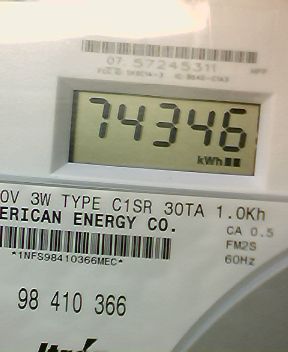 07 57245311
74346
kWh
0V 3W TYPE C1SR 30TA 1.0Kh
ERICAN ENERGY CO.
CA 0.5
FM2S
60Hz
*1NFS98410366MEC*
98 410 366